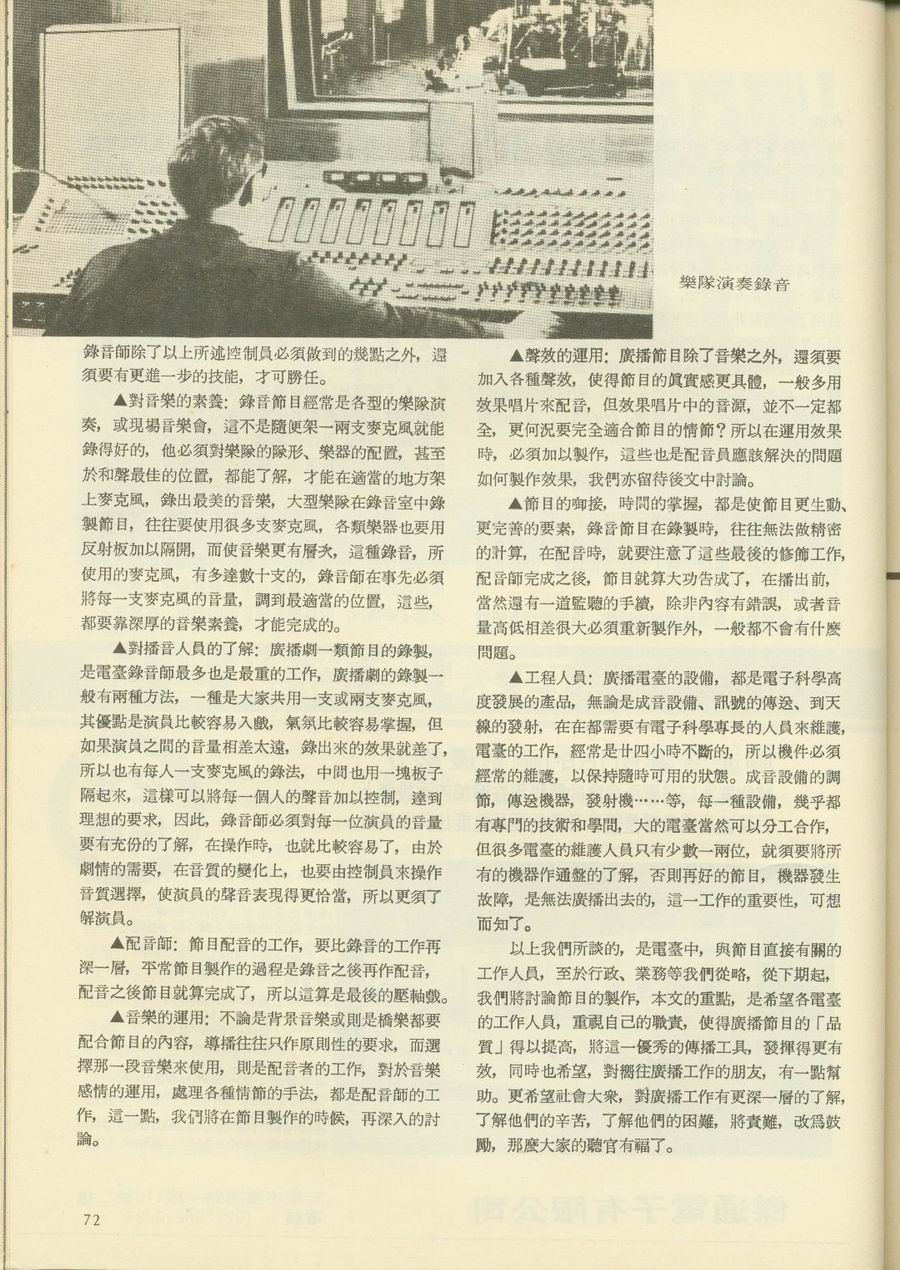 樂隊演奏錄音
錄音師除了以上所述控制員必須做到的幾點之外，還
須要有更進一步的技能，才可勝任。
▲對音樂的素養：錄音節目經常是各型的樂隊演
奏，或現場音樂會，這不是隨便架一兩支麥克風就能
錄得好的，他必須對樂隊的隊形、樂器的配置，甚至
於和聲最佳的位置，都能了解，才能在適當的地方架
上麥克風，錄出最美的音樂，大型樂隊在錄音室中錄
製節目，往往要使用很多支麥克風，各類樂器也要用
反射板加以隔開，而使音樂更有層次，這種錄音，所
使用的麥克風，有多達數十支的，錄音師在事先必須
將每一支麥克風的音量，調到最適當的位置，這些，
都要靠深厚的音樂素養，才能完成的。
▲對播音人員的了解：廣播劇一類節目的錄製，
是電臺錄音師最多也是最重的工作，廣播劇的錄製一
般有兩種方法，一種是大家共用一支或兩支麥克風，
其優點是演員比較容易入戲，氣氛比較容易掌握，但
如果演員之間的音量相差太遠，錄出來的效果就差了，
所以也有每人一支麥克風的錄法，中間也用一塊板子
隔起來，這樣可以將每一個人的聲音加以控制，達到
理想的要求，因此，錄音師必須對每一位演員的音量
要有充份的了解，在操作時，也就比較容易了，由於
劇情的需要，在音質的變化上，也要由控制員來操作
音質選擇，使演員的聲音表現得更恰當，所以更須了
解演員。
▲配音師：節目配音的工作，要比錄音的工作再
深一層，平常節目製作的過程是錄音之後再作配音，
配音之後節目就算完成了，所以這算是最後的壓軸戲。
▲音樂的運用：不論是背景音樂或則是橋樂都要
配合節目的內容，導播往往只作原則性的要求，而選
擇那一段音樂來使用，則是配音者的工作，對於音樂
感情的運用，處理各種情節的手法，都是配音師的工
作，這一點，我們將在節目製作的時候，再深入的討
論。
▲聲效的運用：廣播節目除了音樂之外，還須要
加入各種聲效，使得節目的眞實感更具體，一般多用
效果唱片來配音，但效果唱片中的音源，並不一定都
全，更何況要完全適合節目的情節？所以在運用效果
時，必須加以製作，這些也是配音員應該解決的問題
如何製作效果，我們亦留待後文中討論。
▲節目的啣接，時間的掌握，都是使節目更生動、
更完善的要素，錄音節目在錄製時，往往無法做精密
的計算，在配音時，就要注意了這些最後的修飾工作，
配音師完成之後，節目就算大功告成了，在播出前，
當然還有一道監聽的手續，除非內容有錯誤，或者音
量高低相差很大必須重新製作外，一般都不會有什麼
問題。
▲工程人員：廣播電臺的設備，都是電子科學高
度發展的產品，無論是成音設備、訊號的傳送、到天
線的發射，在在都需要有電子科學專長的人員來維護，
電臺的工作，經常是廿四小時不斷的，所以機件必須
經常的維護，以保持隨時可用的狀態。成音設備的調
節，傳送機器，發射機……等，每一種設備，幾乎都
有專門的技術和學問，大的電臺當然可以分工合作，
但很多電臺的維護人員只有少數一兩位，就須要將所
有的機器作通盤的了解，否則再好的節目，機器發生
故障，是無法廣播出去的，這一工作的重要性，可想
而知了。
以上我們所談的，是電臺中，與節目直接有關的
工作人員，至於行政、業務等我們從略，從下期起，
我們將討論節目的製作，本文的重點，是希望各電臺
的工作人員，重視自己的職責，使得廣播節目的「品
質」得以提高，將這一優秀的傳播工具，發揮得更有
效，同時也希望，對嚮往廣播工作的朋友，有一點幫
助。更希望社會大衆，對廣播工作有更深一層的了解，
了解他們的辛苦，了解他們的困難，將責難，改爲鼓
勵，那麼大家的聽官有福了。
72